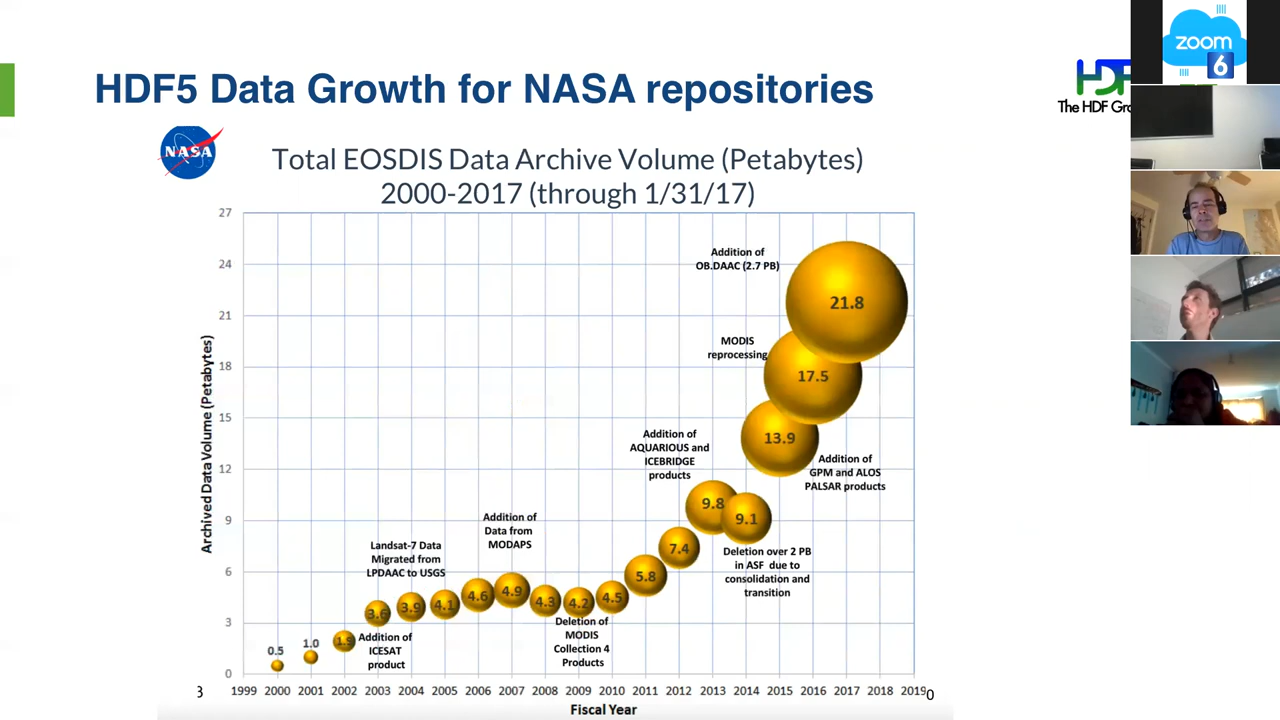 HDF5 Data Growth for NASA repositories
The HDF Gro
zoom
6
NASA
Total EOSDIS Data Archive Volume (Petabytes)
2000-2017 (through 1/31/17)
Archived Data Volume (Petabytes)
27
24
21
18
15
12
9
6
3
0
Addition of
OB.DAAC (2.7 PB)
21.8
MODIS
reprocessing
17.5
13.9
Addition of
AQUARIOUS and
ICEBRIDGE
products
Addition of
GPM and ALOS
PALSAR products
9.8
9.1
Deletion over 2 PB
in ASF due to
consolidation and
transition
7.4
5.8
Addition of
Data from
MODAPS
Landsat-7 Data
Migrated from
LPDAAC to USGS
0.5
1.0
1.9
3.6
3.9
4.1
4.6
4.9
4.3
4.2
4.5
Addition of
ICESAT
product
Deletion of
MODIS
Collection 4
Products
3
1999 2000 2001 2002 2003 2004 2005 2006 2007 2008 2009 2010 2011 2012 2013 2014 2015 2016 2017 2018 2019
0
Fiscal Year